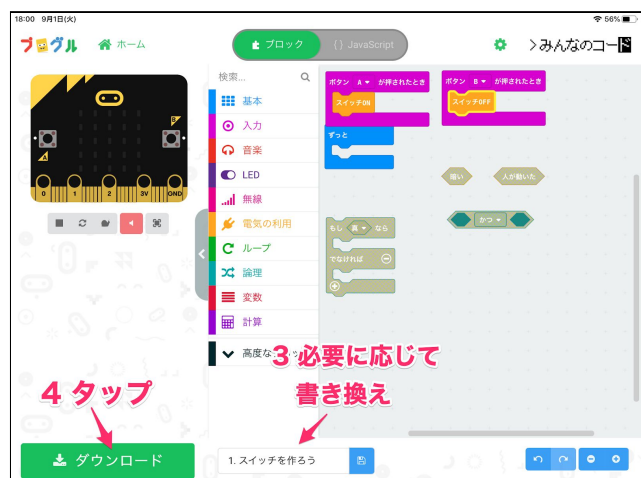 18:00 9月1日(火)
56%
プログル
ホーム
ブロック
{ } JavaScript
>みんなのコード
検索...
基本
入力
音楽
LED
無線
電気の利用
ループ
論理
変数
計算
高度なブ
A
B
0 1 2 3V GND
ボタン A が押されたとき
スイッチON
ボタン B が押されたとき
スイッチOFF
ずっと
暗い
人が動いた
かつ
もし 真 なら
でなければ
3 必要に応じて
書き換え
4 タップ
ダウンロード
1. スイッチを作ろう